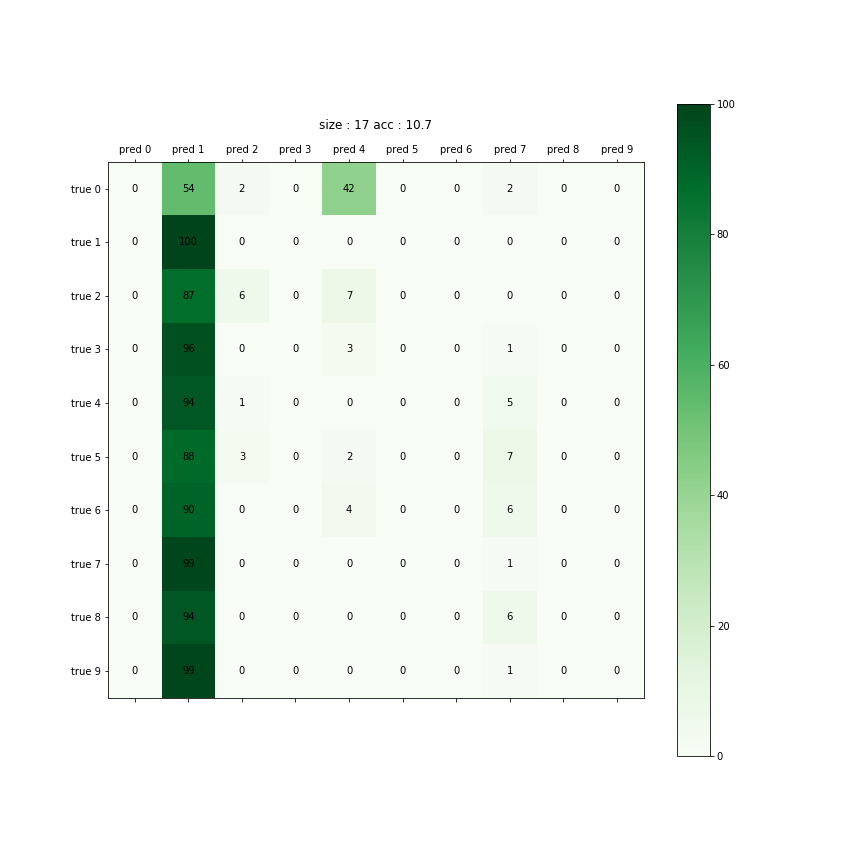 size : 17 acc : 10.7
pred 0 pred 1 pred 2 pred 3 pred 4 pred 5 pred 6 pred 7 pred 8 pred 9
true 0 0 54 2 0 42 0 0 2 0 0
true 1 0 100 0 0 0 0 0 0 0 0
true 2 0 87 6 0 7 0 0 0 0 0
true 3 0 96 0 0 3 0 0 1 0 0
true 4 0 94 1 0 0 0 0 5 0 0
true 5 0 88 3 0 2 0 0 7 0 0
true 6 0 90 0 0 4 0 0 6 0 0
true 7 0 99 0 0 0 0 0 1 0 0
true 8 0 94 0 0 0 0 0 6 0 0
true 9 0 99 0 0 0 0 0 1 0 0
100
80
60
40
20
0